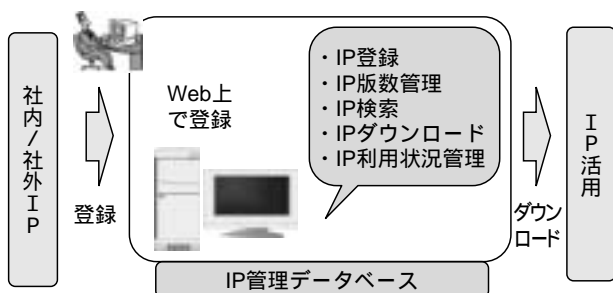 社内/社外IP
登録
Web上
で登録
・IP登録
・IP版数管理
・IP検索
・IPダウンロード
・IP利用状況管理
ダウン
ロード
IP活用
IP管理データベース